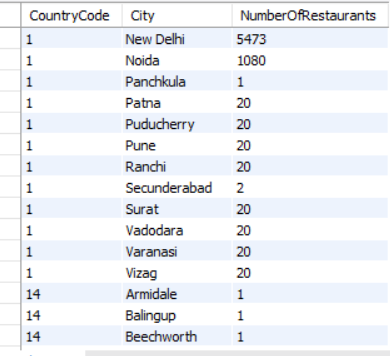 CountryCode City NumberOfRestaurants
1 New Delhi 5473
1 Noida 1080
1 Panchkula 1
1 Patna 20
1 Puducherry 20
1 Pune 20
1 Ranchi 20
1 Secunderabad 2
1 Surat 20
1 Vadodara 20
1 Varanasi 20
1 Vizag 20
14 Armidale 1
14 Balingup 1
14 Beechworth 1